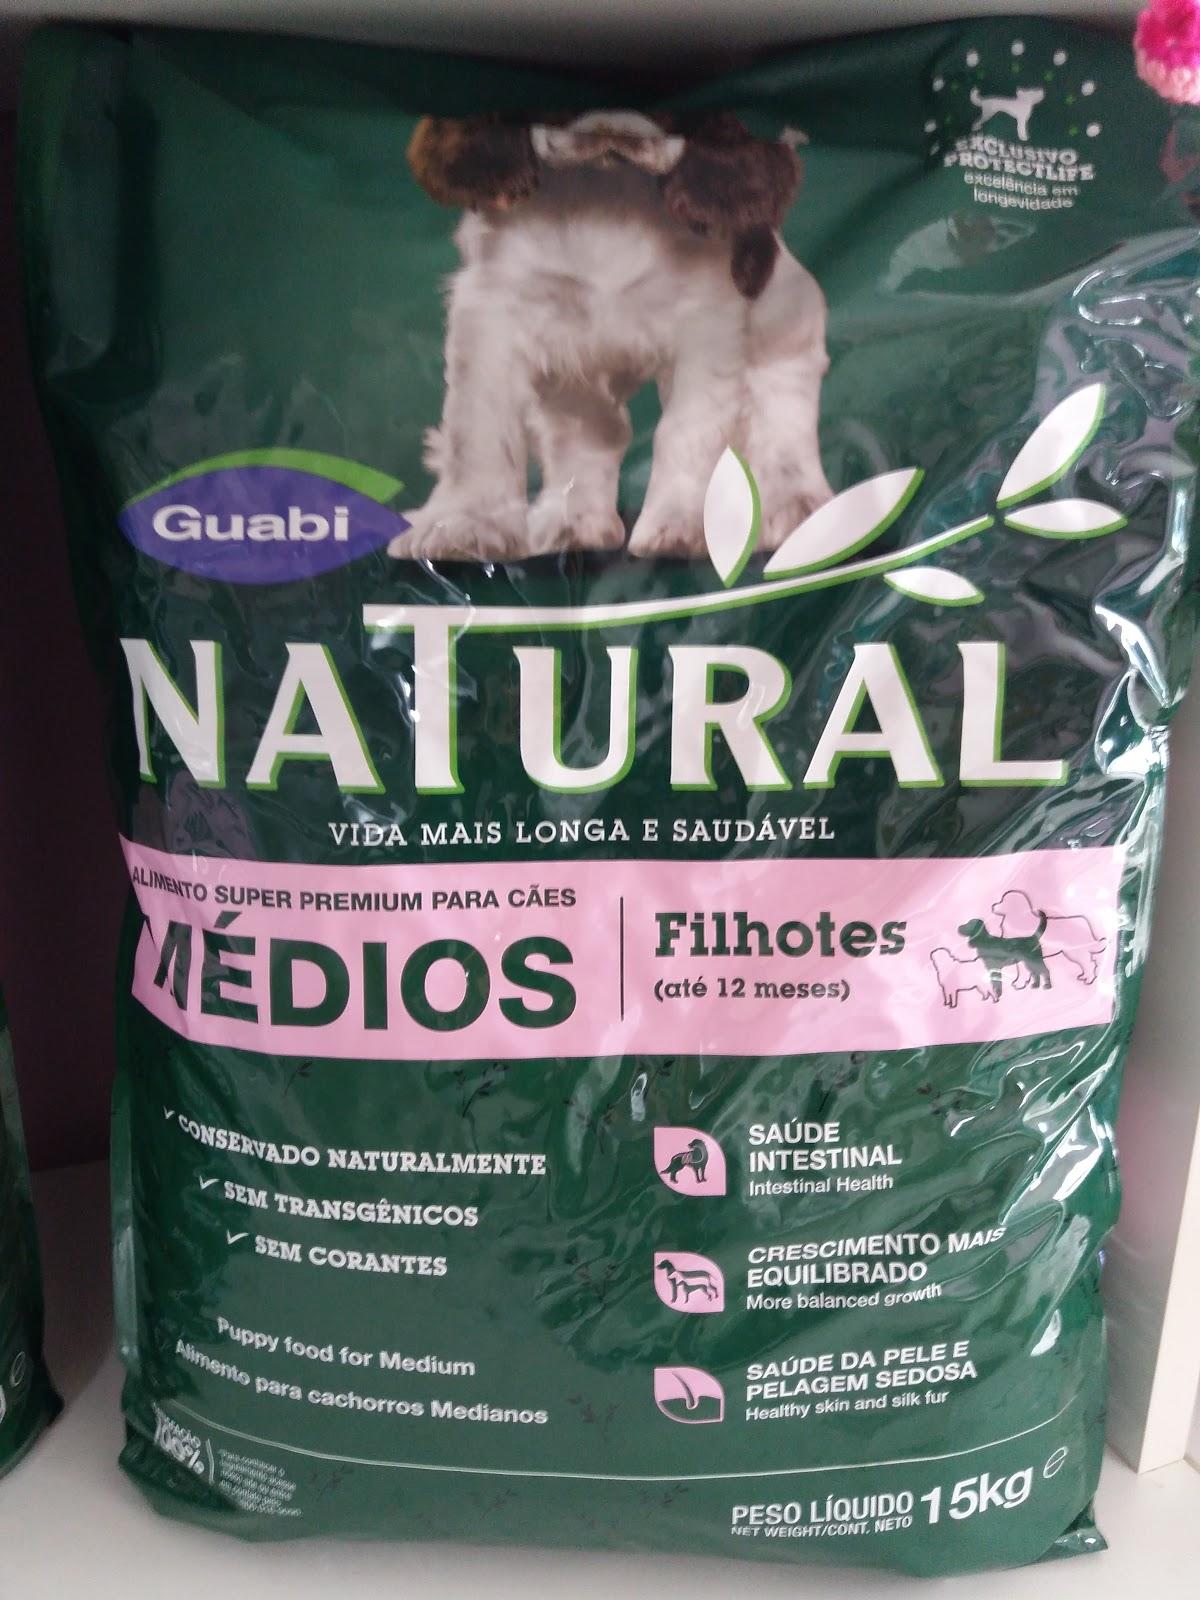 EXCLUSIVO
PROTECTLIFE
excelência em
longevidade
Guabi
NATURAL
VIDA MAIS LONGA E SAUDÁVEL
ALIMENTO SUPER PREMIUM PARA CÃES
MÉDIOS
Filhotes
(até 12 meses)
CONSERVADO NATURALMENTE
SEM TRANSGÊNICOS
SEM CORANTES
Puppy food for Medium
Alimento para cachorros Medianos
SAÚDE
INTESTINAL
Intestinal Health
CRESCIMENTO MAIS
EQUILIBRADO
More balanced growth
SAÚDE DA PELE E
PELAGEM SEDOSA
Healthy skin and silk fur
100%
PESO LÍQUIDO 15kg e
NET WEIGHT/CONT. NETO